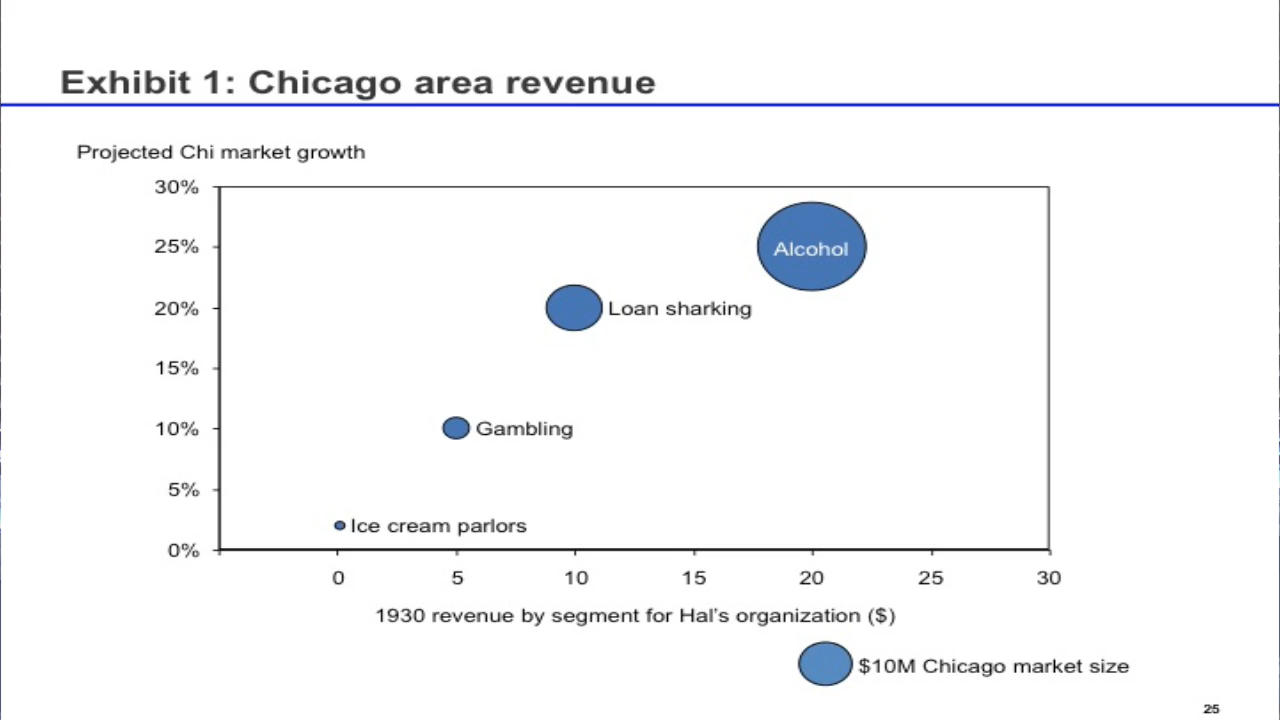 Exhibit 1: Chicago area revenue
Projected Chi market growth
30%
25%
Alcohol
20%
Loan sharking
15%
10%
Gambling
5%
Ice cream parlors
0%
0 5 10 15 20 25 30
1930 revenue by segment for Hal's organization ($)
$10M Chicago market size
25